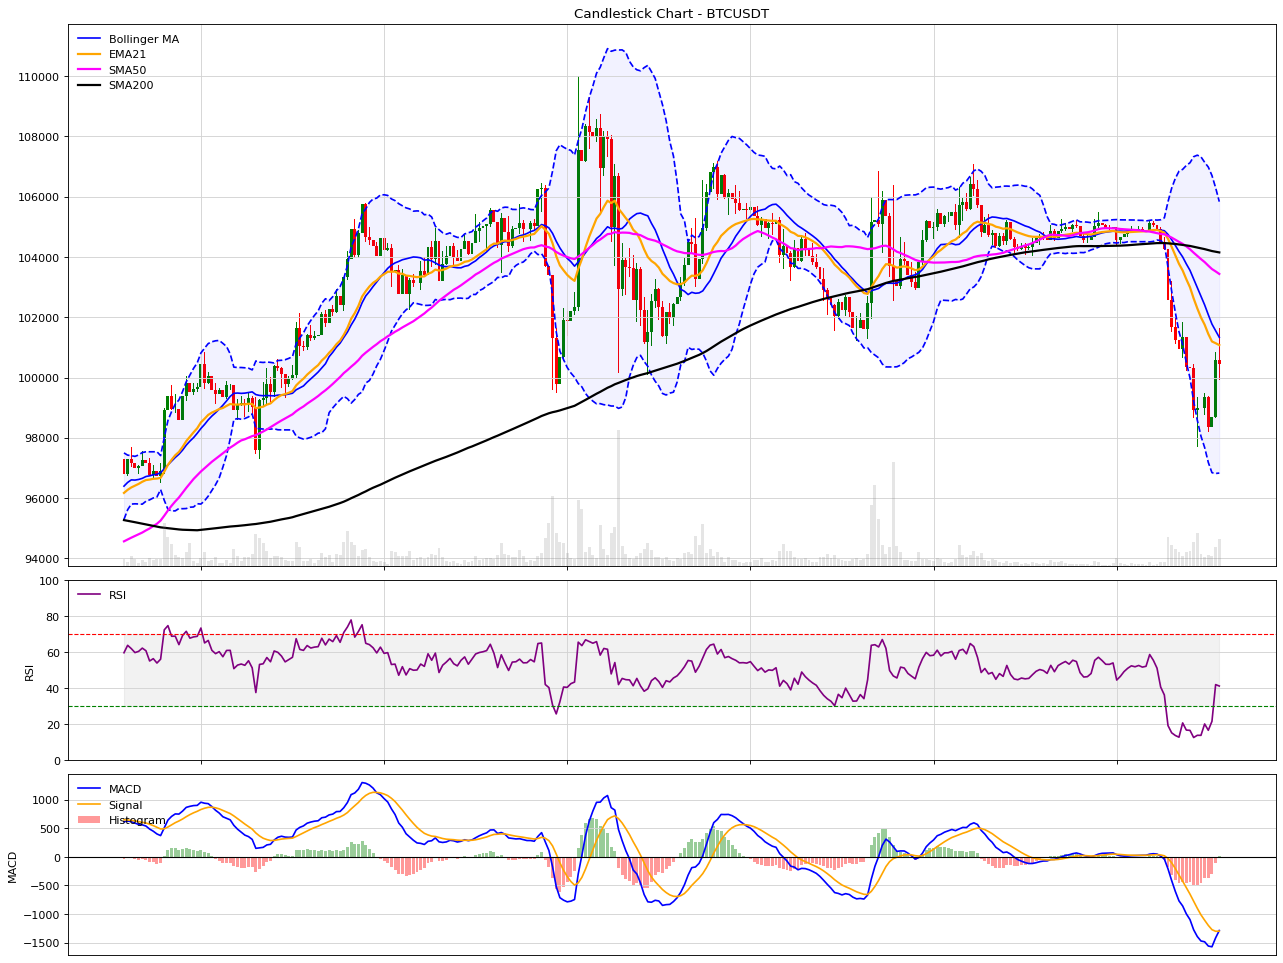 Candlestick Chart - BTCUSDT
Bollinger MA
EMA21
SMA50
SMA200
110000
108000
106000
104000
102000
100000
98000
96000
94000
RSI
100
80
60
40
20
0
RSI
MACD
Signal
Histogram
1000
500
0
−500
−1000
−1500
MACD